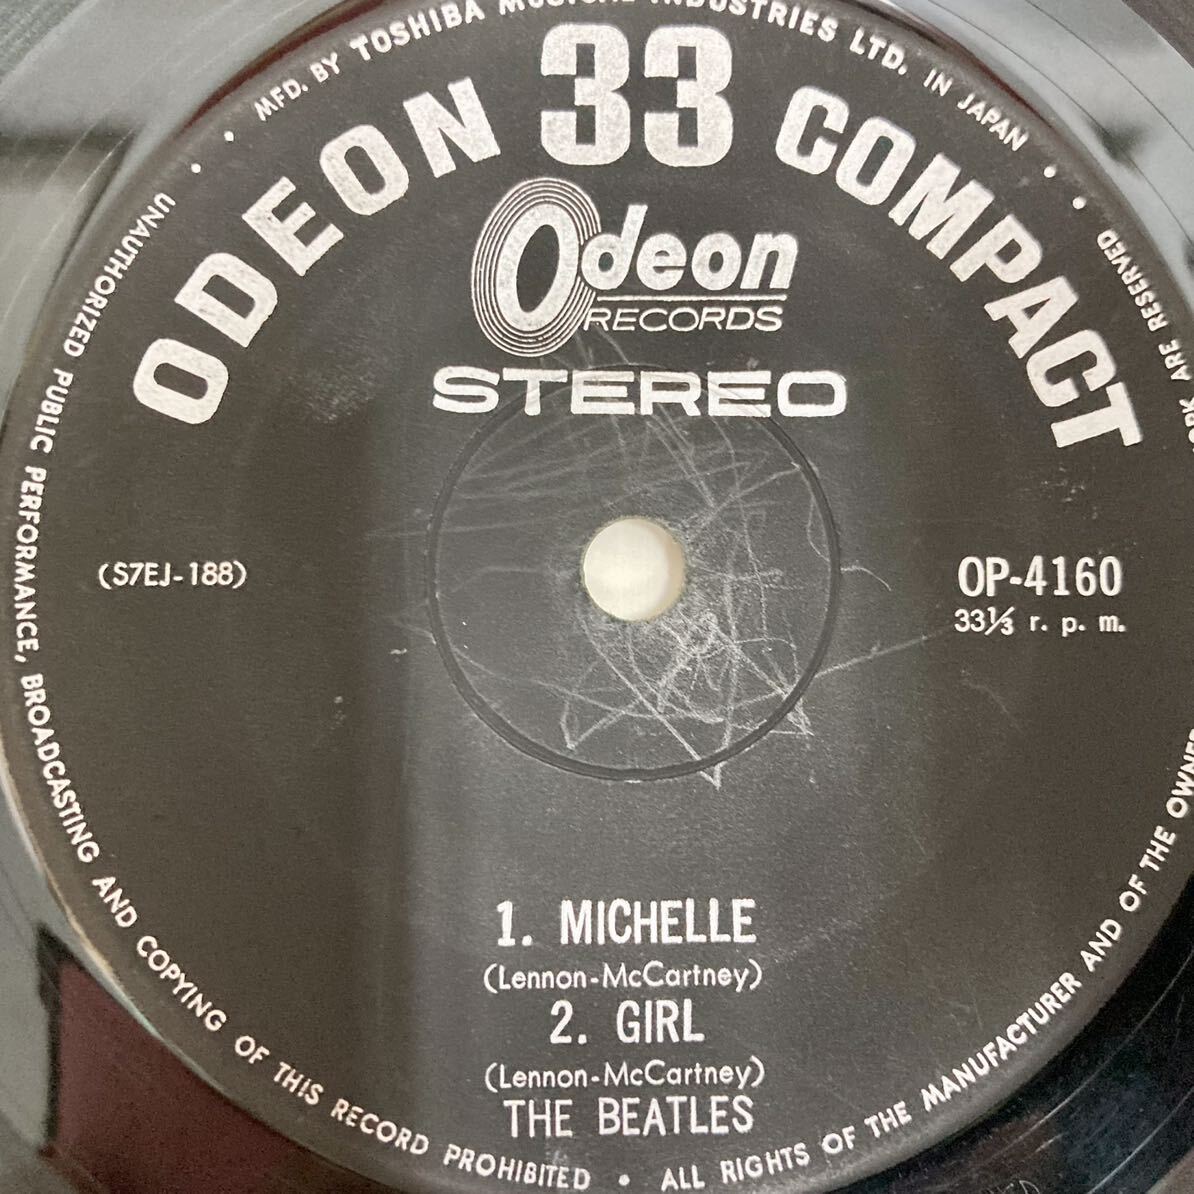 MFD. BY TOSHIBA MUSICAL INDUSTRIES LTD. IN JAPAN
ODEON 33 COMPACT
Odeon
RECORDS
STEREO
(S7EJ-188)
OP-4160
33⅓ r. p. m.
1. MICHELLE
(Lennon-McCartney)
2. GIRL
(Lennon-McCartney)
THE BEATLES
UNAUTHORIZED PUBLIC PERFORMANCE, BROADCASTING AND COPYING OF THIS RECORD PROHIBITED • ALL RIGHTS OF THE MANUFACTURER AND OF THE OWNER ARE RESERVED